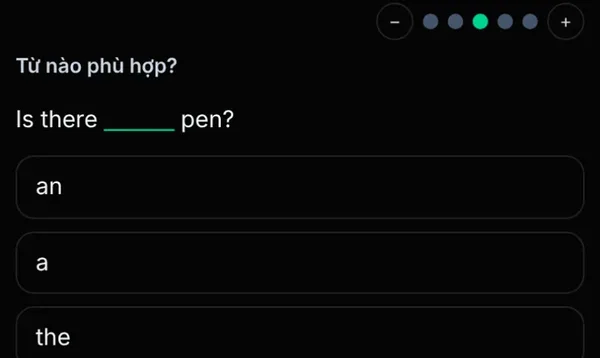 − +
Từ nào phù hợp?
Is there ______ pen?
an
a
the